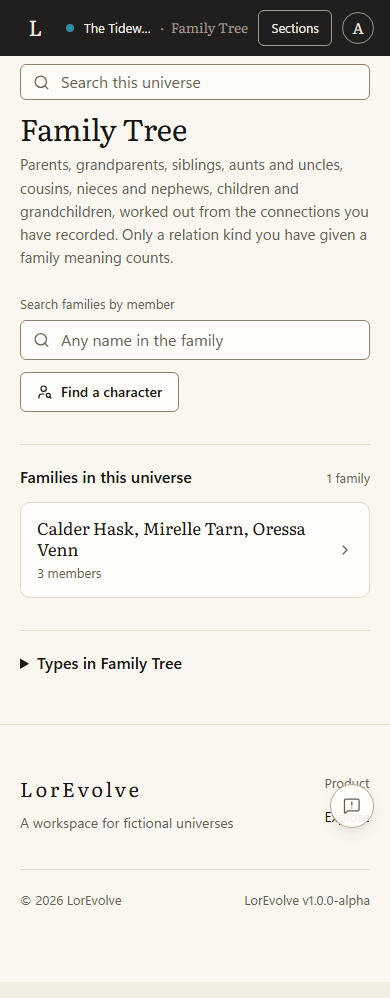 L The Tidew... · Family Tree Sections A
Search this universe
Family Tree
Parents, grandparents, siblings, aunts and uncles,
cousins, nieces and nephews, children and
grandchildren, worked out from the connections you
have recorded. Only a relation kind you have given a
family meaning counts.
Search families by member
Any name in the family
Find a character
Families in this universe 1 family
Calder Hask, Mirelle Tarn, Oressa
Venn
3 members
Types in Family Tree
LorEvolve Product
A workspace for fictional universes Explore
© 2026 LorEvolve LorEvolve v1.0.0-alpha